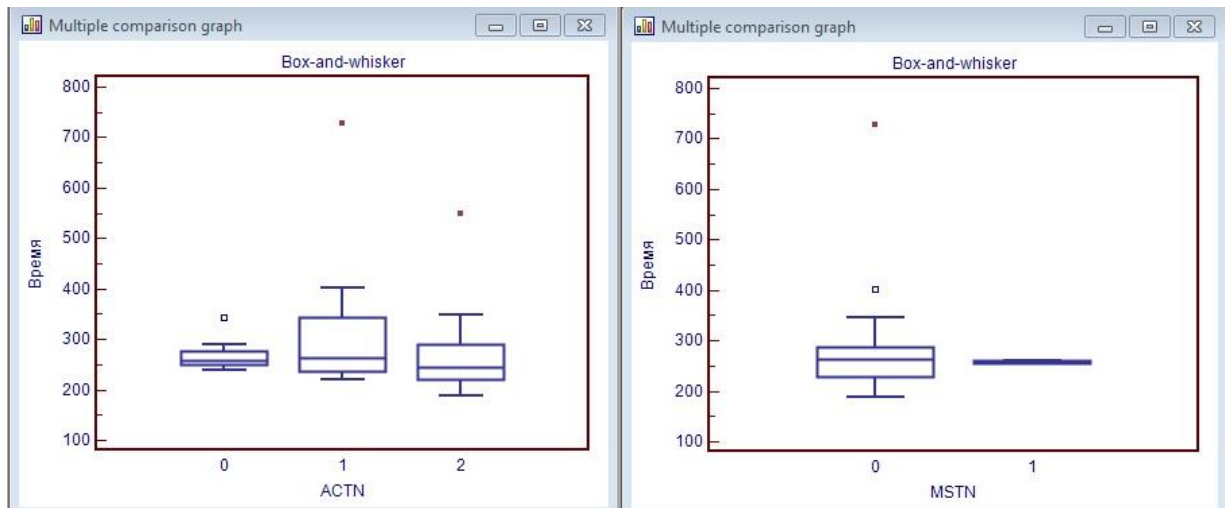 Multiple comparison graph
Box-and-whisker
800
700
600
500
400
300
200
100
Время
0 1 2
ACTN
Multiple comparison graph
Box-and-whisker
800
700
600
500
400
300
200
100
Время
0 1
MSTN